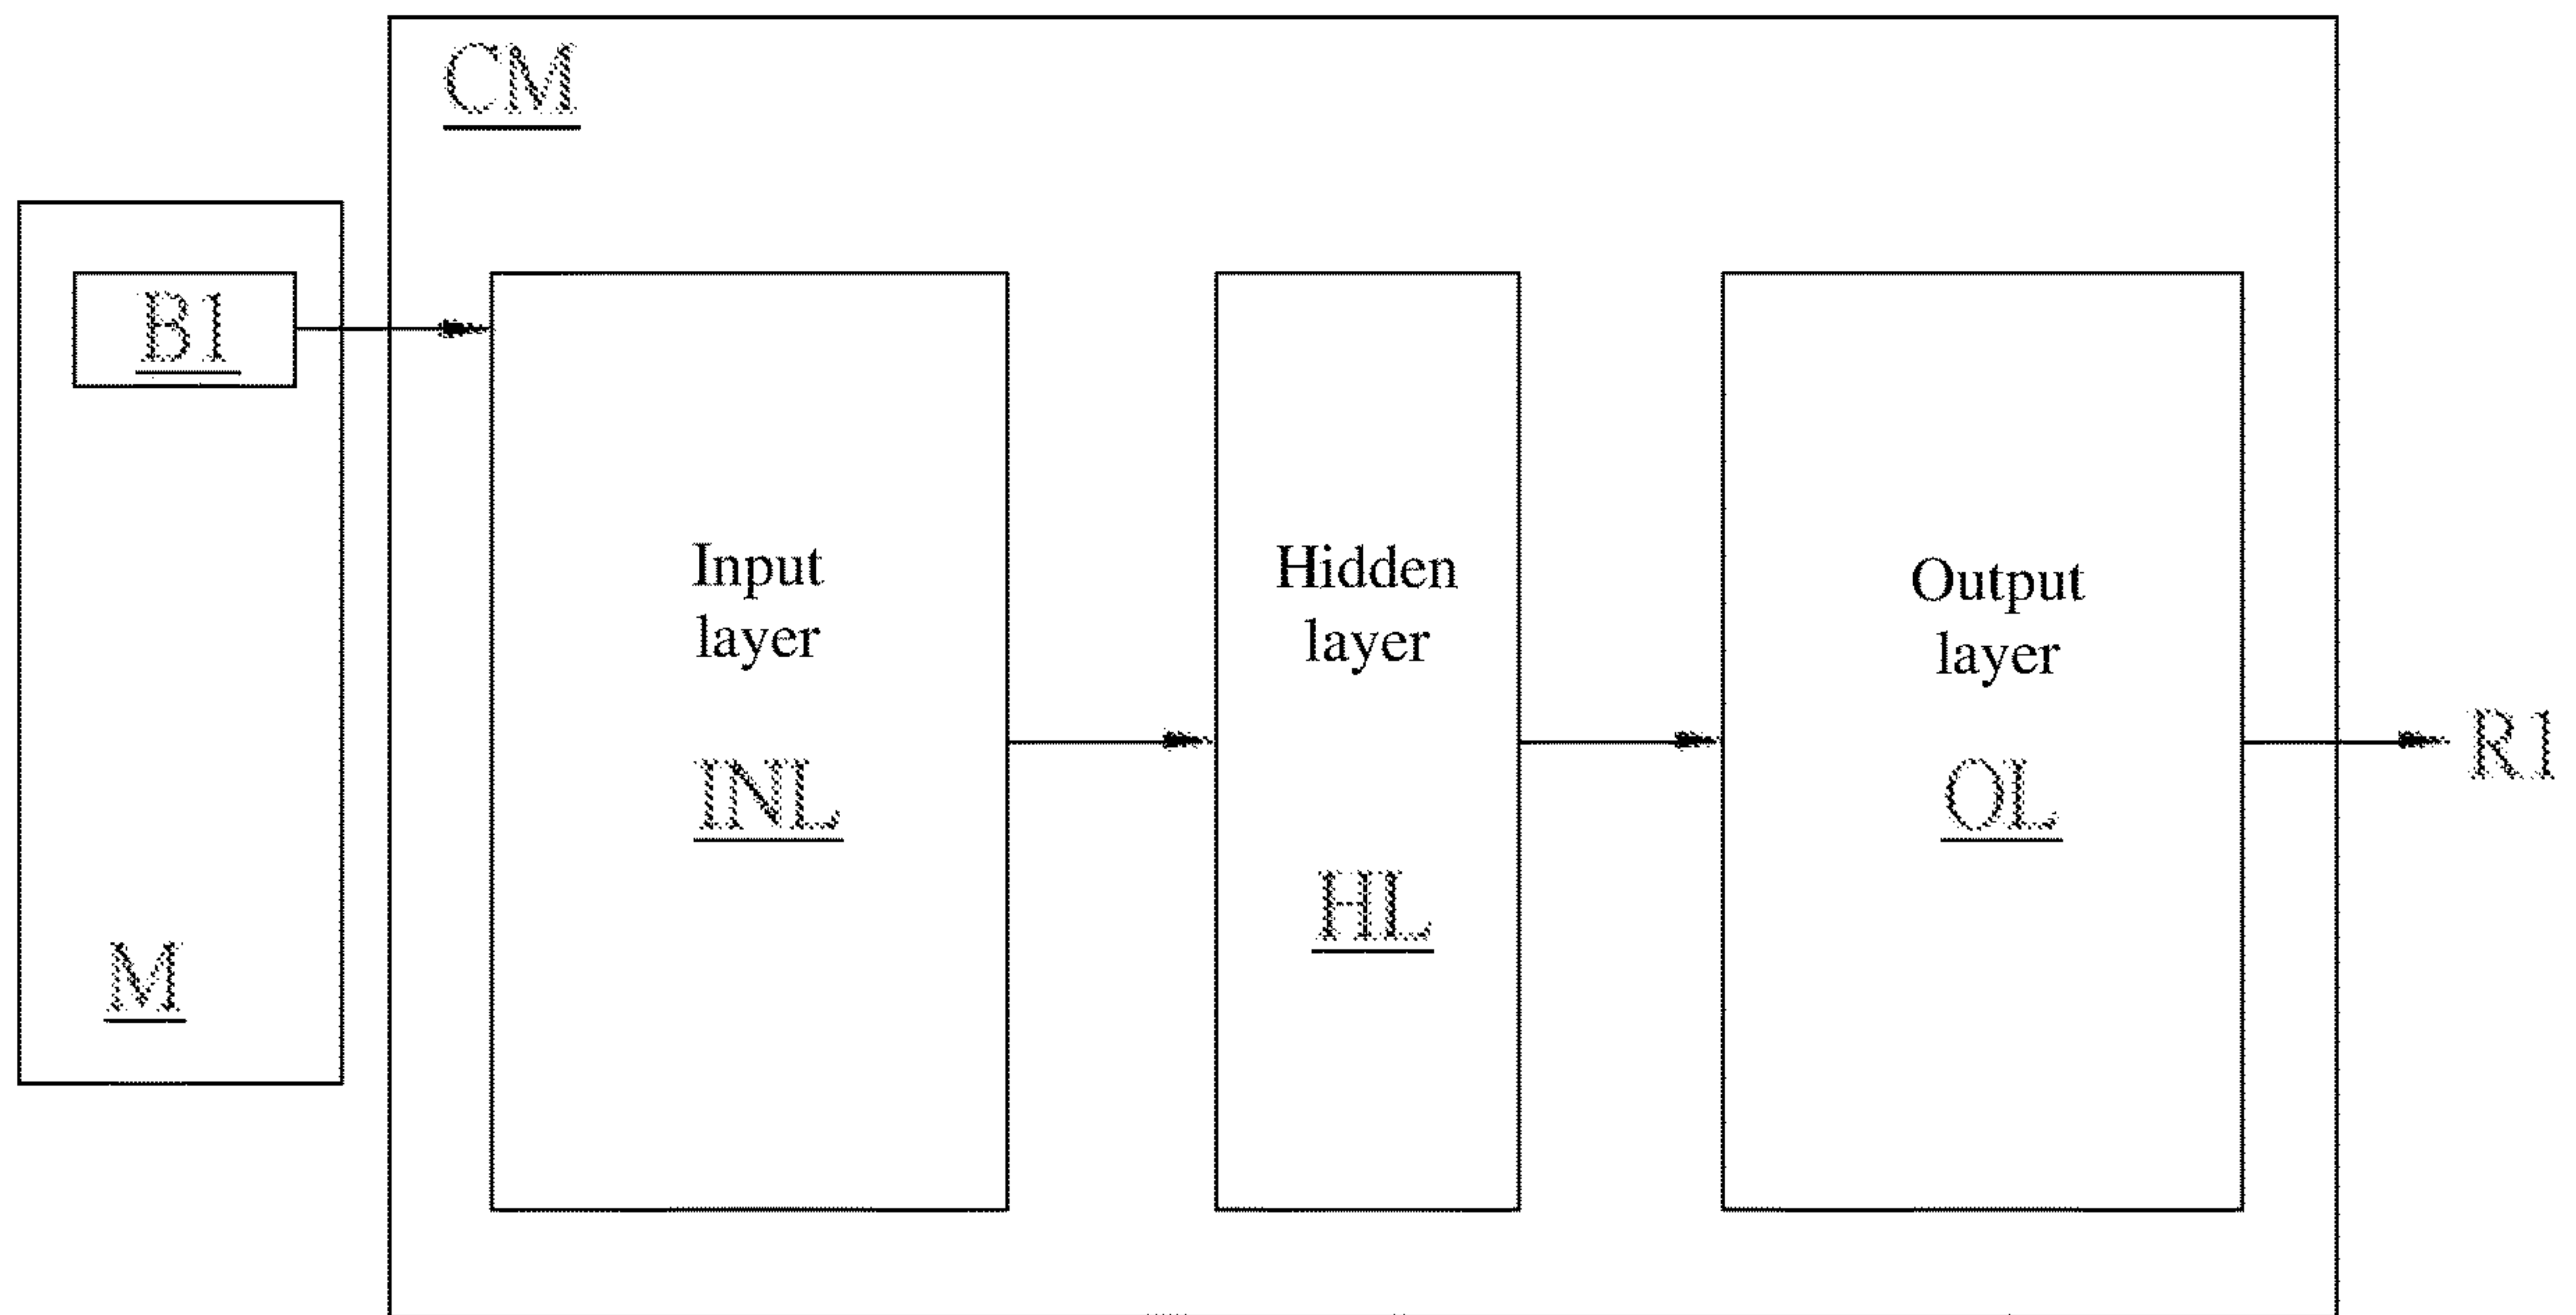 CM
B1
M
Input
layer
INL
Hidden
layer
HL
Output
layer
OL
R1